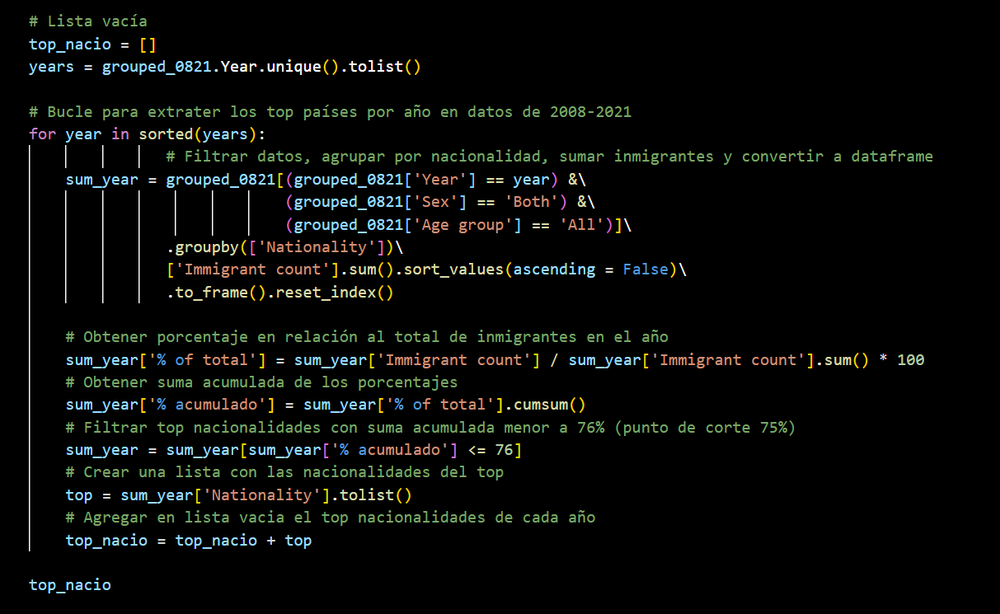 # Lista vacía
top_nacio = []
years = grouped_0821.Year.unique().tolist()
# Bucle para extrater los top países por año en datos de 2008-2021
for year in sorted(years):
# Filtrar datos, agrupar por nacionalidad, sumar inmigrantes y convertir a dataframe
sum_year = grouped_0821[(grouped_0821['Year'] == year) &\
(grouped_0821['Sex'] == 'Both') &\
(grouped_0821['Age group'] == 'All')]\
.groupby(['Nationality'])\
['Immigrant count'].sum().sort_values(ascending = False)\
.to_frame().reset_index()
# Obtener porcentaje en relación al total de inmigrantes en el año
sum_year['% of total'] = sum_year['Immigrant count'] / sum_year['Immigrant count'].sum() * 100
# Obtener suma acumulada de los porcentajes
sum_year['% acumulado'] = sum_year['% of total'].cumsum()
# Filtrar top nacionalidades con suma acumulada menor a 76% (punto de corte 75%)
sum_year = sum_year[sum_year['% acumulado'] <= 76]
# Crear una lista con las nacionalidades del top
top = sum_year['Nationality'].tolist()
# Agregar en lista vacia el top nacionalidades de cada año
top_nacio = top_nacio + top
top_nacio